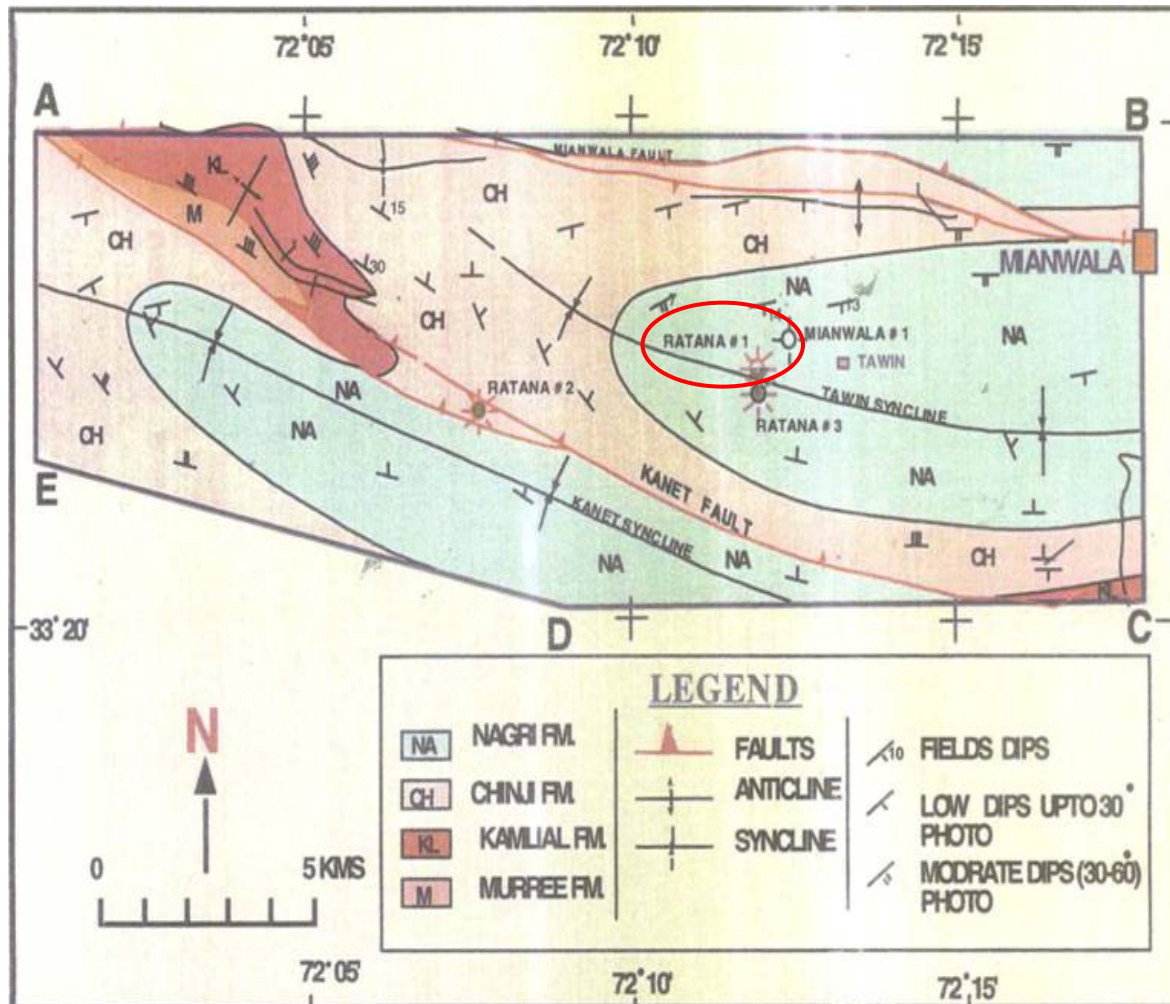 72°05'
72°10'
72°15'
A
B
MIANWALA FAULT
KL
CH
M
15
CH
CH
30
MIANWALA
NA
CH
13
NA
RATANA # 1
MIANWALA # 1
TAWIN
NA
RATANA # 2
TAWIN SYNCLINE
NA
RATANA # 3
CH
NA
E
KANET FAULT
KANET SYNCLINE
CH
NA
NA
33°20'
D
C
LEGEND
NA NAGRI FM.
CH CHINJI FM.
KL KAMLIAL FM.
M MURREE FM.
FAULTS
ANTICLINE
SYNCLINE
10 FIELDS DIPS
LOW DIPS UPTO 30°
PHOTO
MODRATE DIPS (30-60°)
PHOTO
N
0 5 KMS
72°05'
72°10'
72°15'